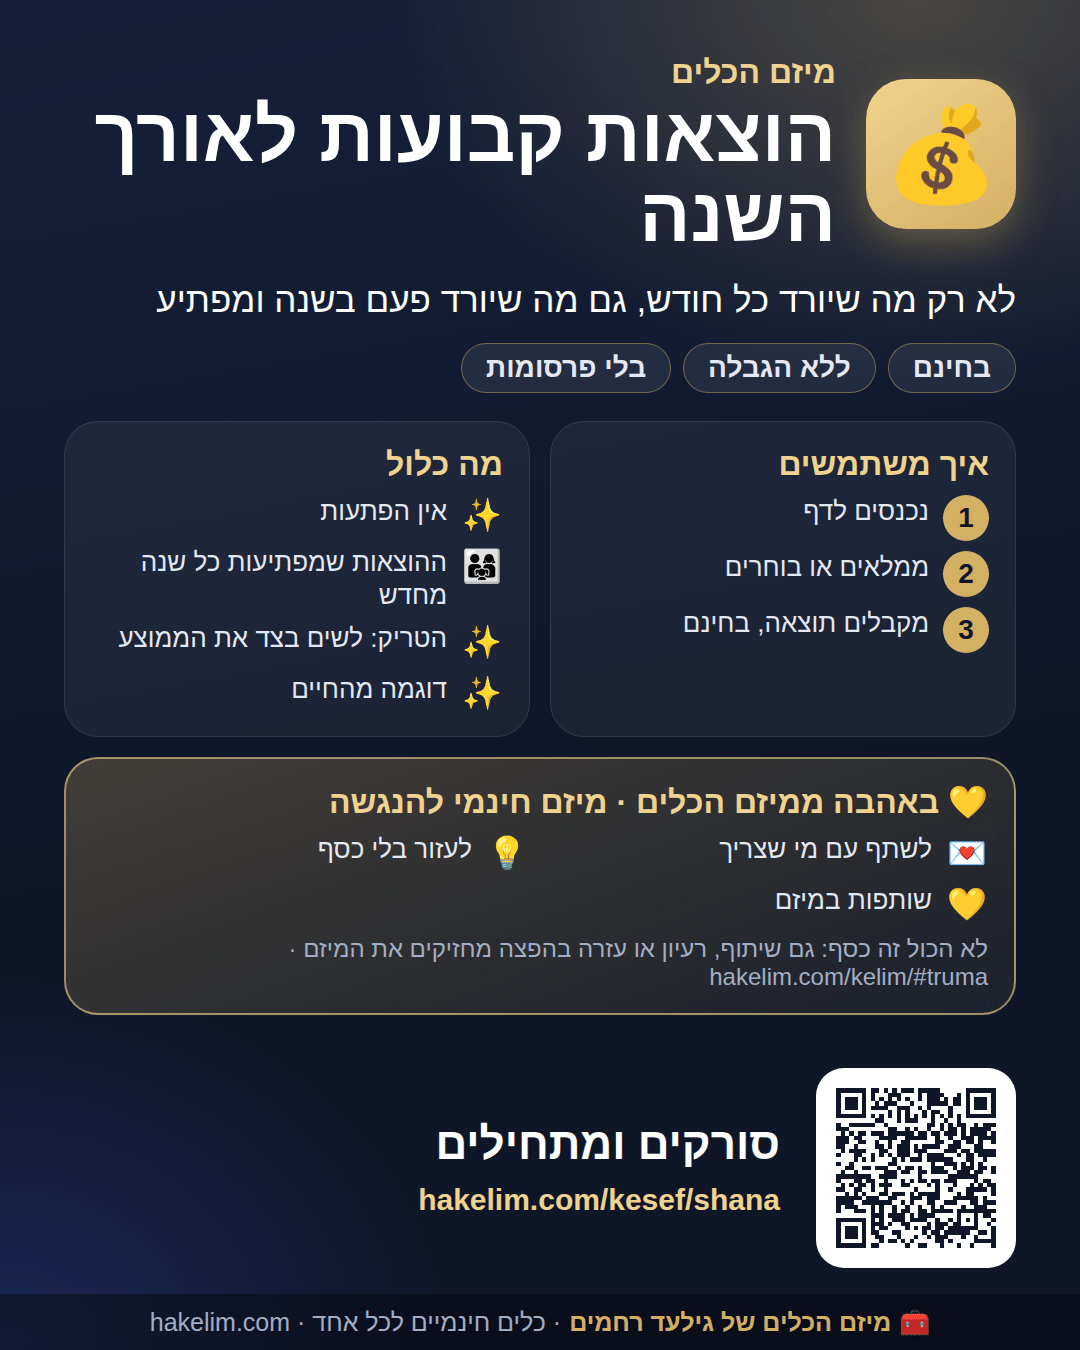 מיזם הכלים
הוצאות קבועות לאורך
השנה
לא רק מה שיורד כל חודש, גם מה שיורד פעם בשנה ומפתיע
בחינם
ללא הגבלה
בלי פרסומות
איך משתמשים
1 נכנסים לדף
2 ממלאים או בוחרים
3 מקבלים תוצאה, בחינם
מה כלול
אין הפתעות
ההוצאות שמפתיעות כל שנה
מחדש
הטריק: לשים בצד את הממוצע
דוגמה מהחיים
באהבה ממיזם הכלים · מיזם חינמי להנגשה
לשתף עם מי שצריך
לעזור בלי כסף
שותפות במיזם
לא הכול זה כסף: גם שיתוף, רעיון או עזרה בהפצה מחזיקים את המיזם ·
hakelim.com/kelim/#truma
סורקים ומתחילים
hakelim.com/kesef/shana
מיזם הכלים של גילעד רחמים · כלים חינמיים לכל אחד · hakelim.com